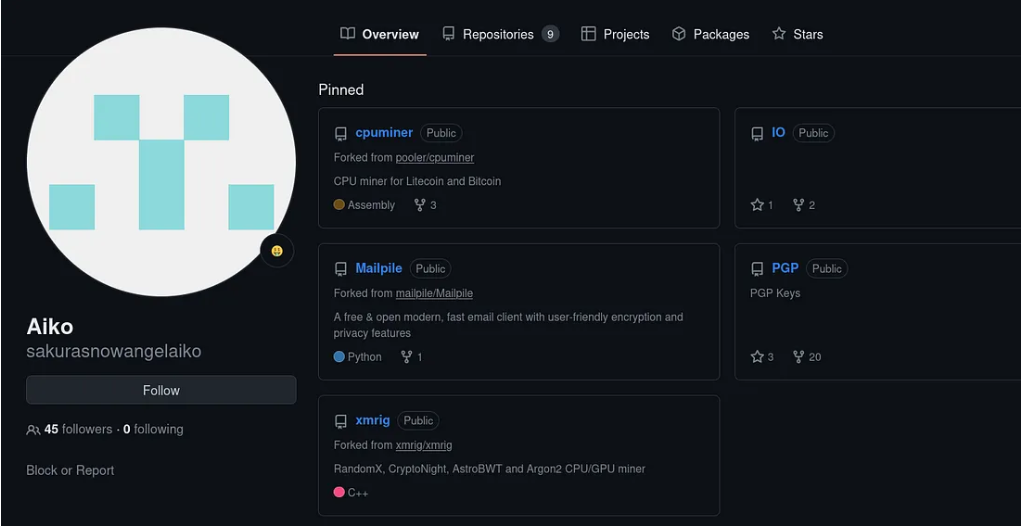 Overview Repositories 9 Projects Packages Stars
Pinned
cpuminer Public
Forked from pooler/cpuminer
CPU miner for Litecoin and Bitcoin
Assembly 3
IO Public
1 2
Mailpile Public
Forked from mailpile/Mailpile
A free & open modern, fast email client with user-friendly encryption and
privacy features
Python 1
PGP Public
PGP Keys
3 20
xmrig Public
Forked from xmrig/xmrig
RandomX, CryptoNight, AstroBWT and Argon2 CPU/GPU miner
C++
Aiko
sakurasnowangelaiko
Follow
45 followers · 0 following
Block or Report